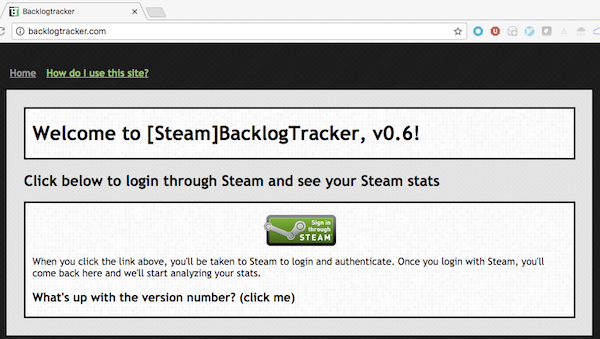 Backlogtracker
backlogtracker.com
Home How do I use this site?
Welcome to [Steam]BacklogTracker, v0.6!
Click below to login through Steam and see your Steam stats
Sign in
through
STEAM
When you click the link above, you'll be taken to Steam to login and authenticate. Once you login with Steam, you'll
come back here and we'll start analyzing your stats.
What's up with the version number? (click me)